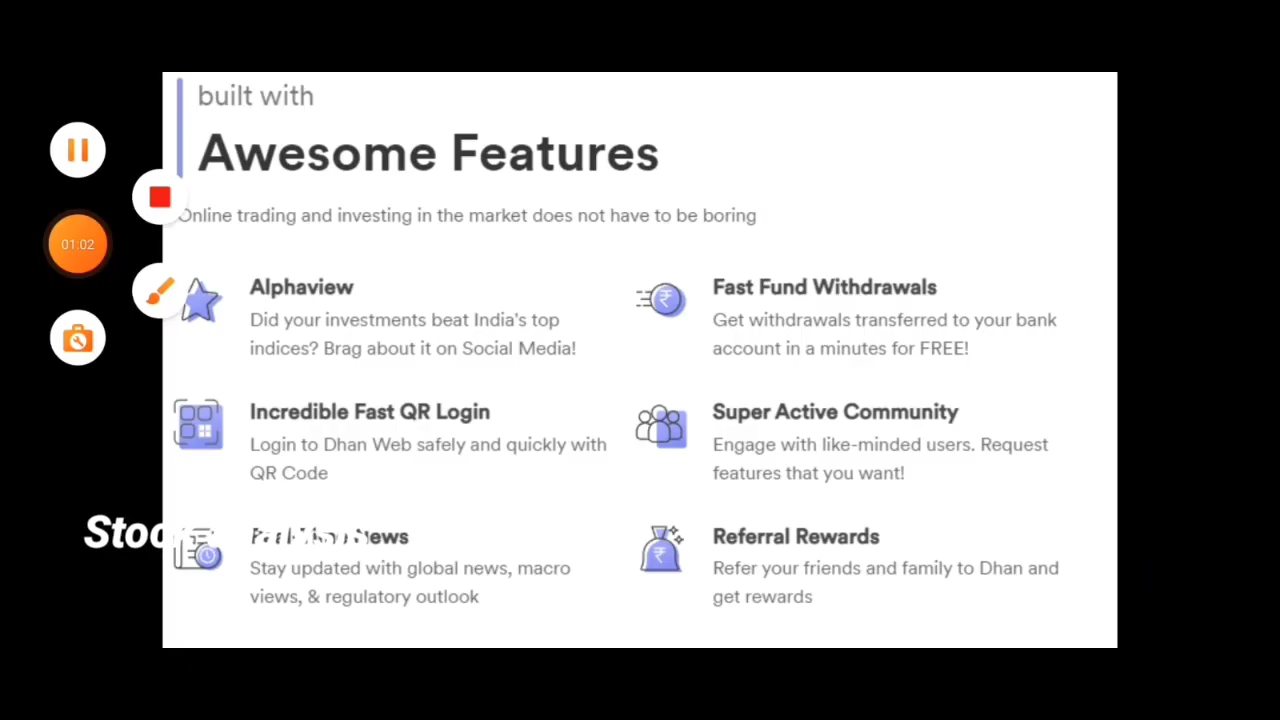 built with
Awesome Features
Online trading and investing in the market does not have to be boring
01:02
Alphaview
Did your investments beat India's top
indices? Brag about it on Social Media!
Fast Fund Withdrawals
Get withdrawals transferred to your bank
account in a minutes for FREE!
Incredible Fast QR Login
Login to Dhan Web safely and quickly with
QR Code
Super Active Community
Engage with like-minded users. Request
features that you want!
News
Stay updated with global news, macro
views, & regulatory outlook
Referral Rewards
Refer your friends and family to Dhan and
get rewards